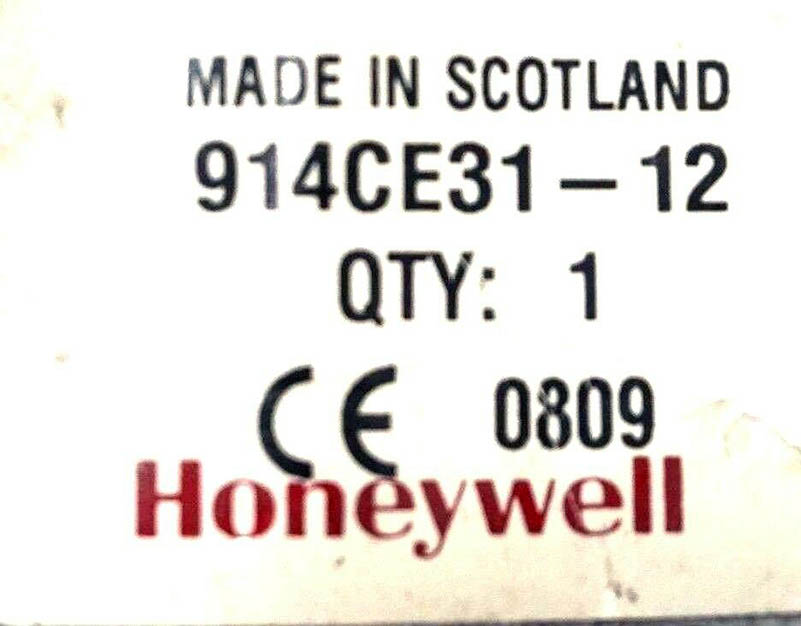 MADE IN SCOTLAND
914CE31-12
QTY: 1
CE 0809
Honeywell